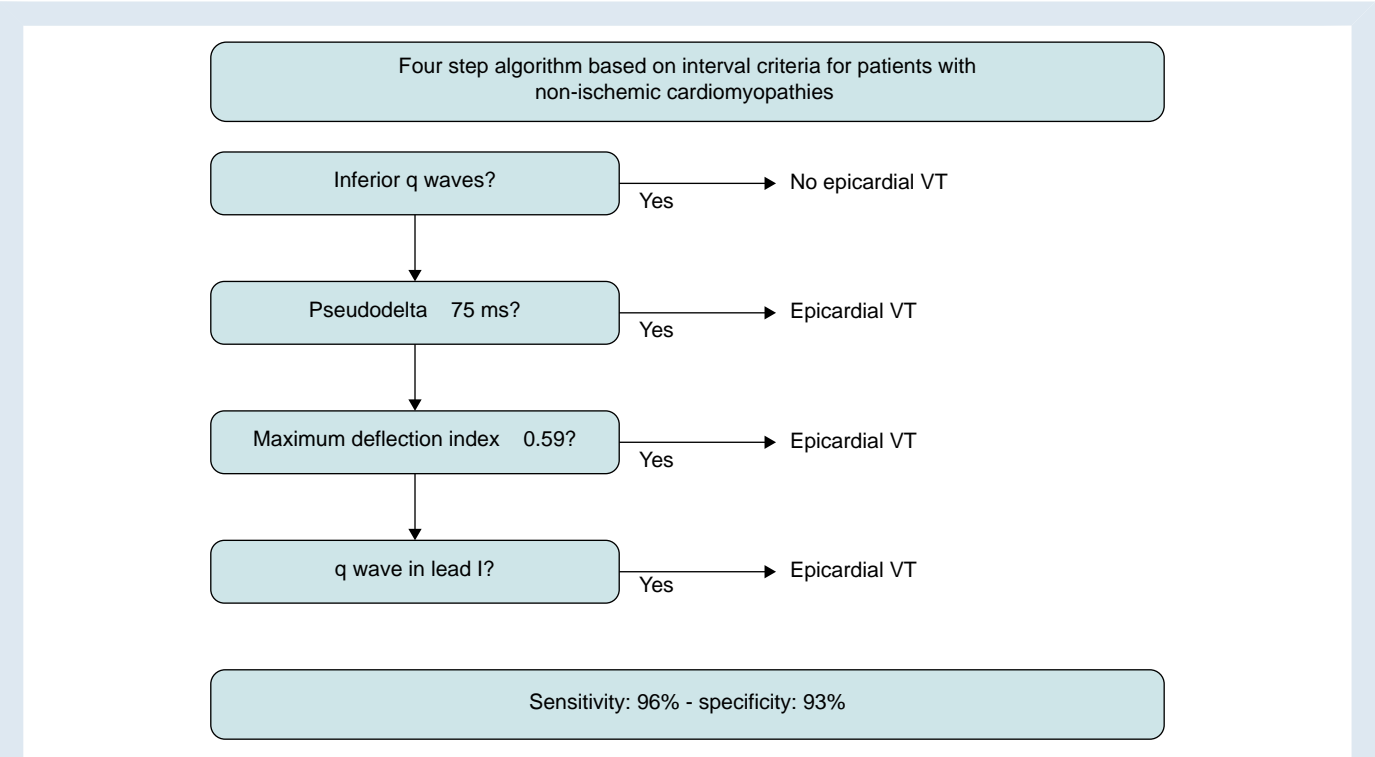 Four step algorithm based on interval criteria for patients with
non-ischemic cardiomyopathies
Inferior q waves?
No epicardial VT
Yes
Pseudodelta 75 ms?
Epicardial VT
Yes
Maximum deflection index 0.59?
Epicardial VT
Yes
q wave in lead I?
Epicardial VT
Yes
Sensitivity: 96% - specificity: 93%